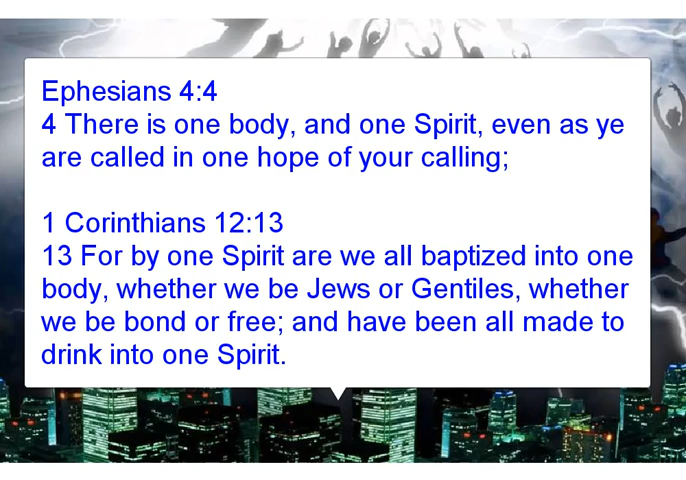 Ephesians 4:4
4 There is one body, and one Spirit, even as ye
are called in one hope of your calling;
1 Corinthians 12:13
13 For by one Spirit are we all baptized into one
body, whether we be Jews or Gentiles, whether
we be bond or free; and have been all made to
drink into one Spirit.